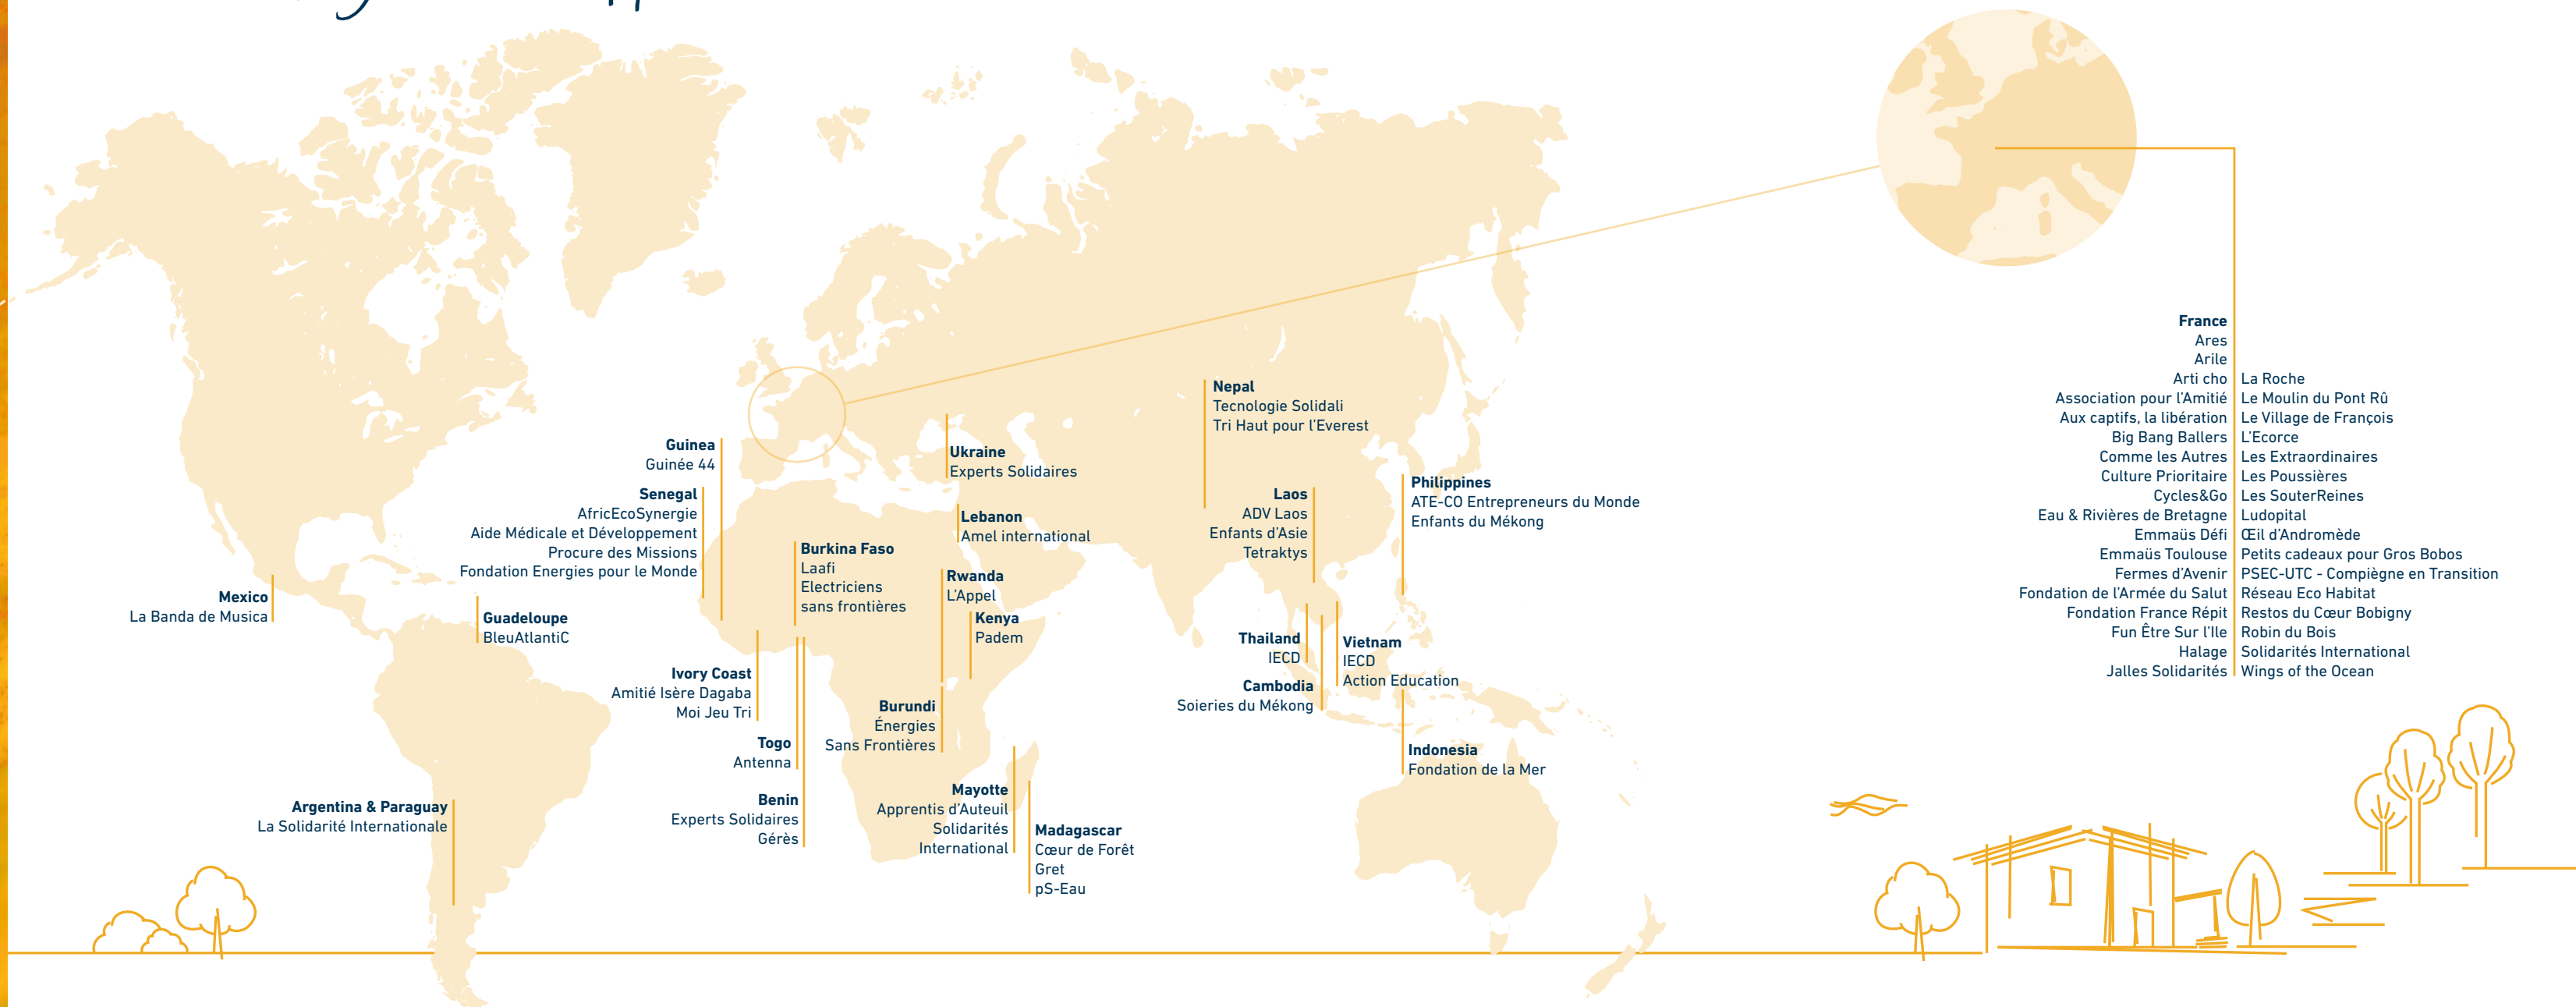 Mexico
La Banda de Musica
Guadeloupe
BleuAtlantiC
Argentina & Paraguay
La Solidarité Internationale
Guinea
Guinée 44
Senegal
AfricEcoSynergie
Aide Médicale et Développement
Procure des Missions
Fondation Energies pour le Monde
Ivory Coast
Amitié Isère Dagaba
Moi Jeu Tri
Togo
Antenna
Benin
Experts Solidaires
Gérès
Burkina Faso
Laafi
Electriciens
sans frontières
Ukraine
Experts Solidaires
Lebanon
Amel international
Rwanda
L'Appel
Kenya
Padem
Burundi
Énergies
Sans Frontières
Mayotte
Apprentis d'Auteuil
Solidarités
International
Madagascar
Cœur de Forêt
Gret
pS-Eau
Nepal
Tecnologie Solidali
Tri Haut pour l'Everest
Laos
ADV Laos
Enfants d'Asie
Tetraktys
Philippines
ATE-CO Entrepreneurs du Monde
Enfants du Mékong
Thailand
IECD
Cambodia
Soieries du Mékong
Vietnam
IECD
Action Education
Indonesia
Fondation de la Mer
France
Ares
Arile
Arti cho
Association pour l'Amitié
Aux captifs, la libération
Big Bang Ballers
Comme les Autres
Culture Prioritaire
Cycles&Go
Eau & Rivières de Bretagne
Emmaüs Défi
Emmaüs Toulouse
Fermes d'Avenir
Fondation de l'Armée du Salut
Fondation France Répit
Fun Être Sur l'Ile
Halage
Jalles Solidarités
La Roche
Le Moulin du Pont Rû
Le Village de François
L'Ecorce
Les Extraordinaires
Les Poussières
Les SouterReines
Ludopital
Œil d'Andromède
Petits cadeaux pour Gros Bobos
PSEC-UTC - Compiègne en Transition
Réseau Eco Habitat
Restos du Cœur Bobigny
Robin du Bois
Solidarités International
Wings of the Ocean